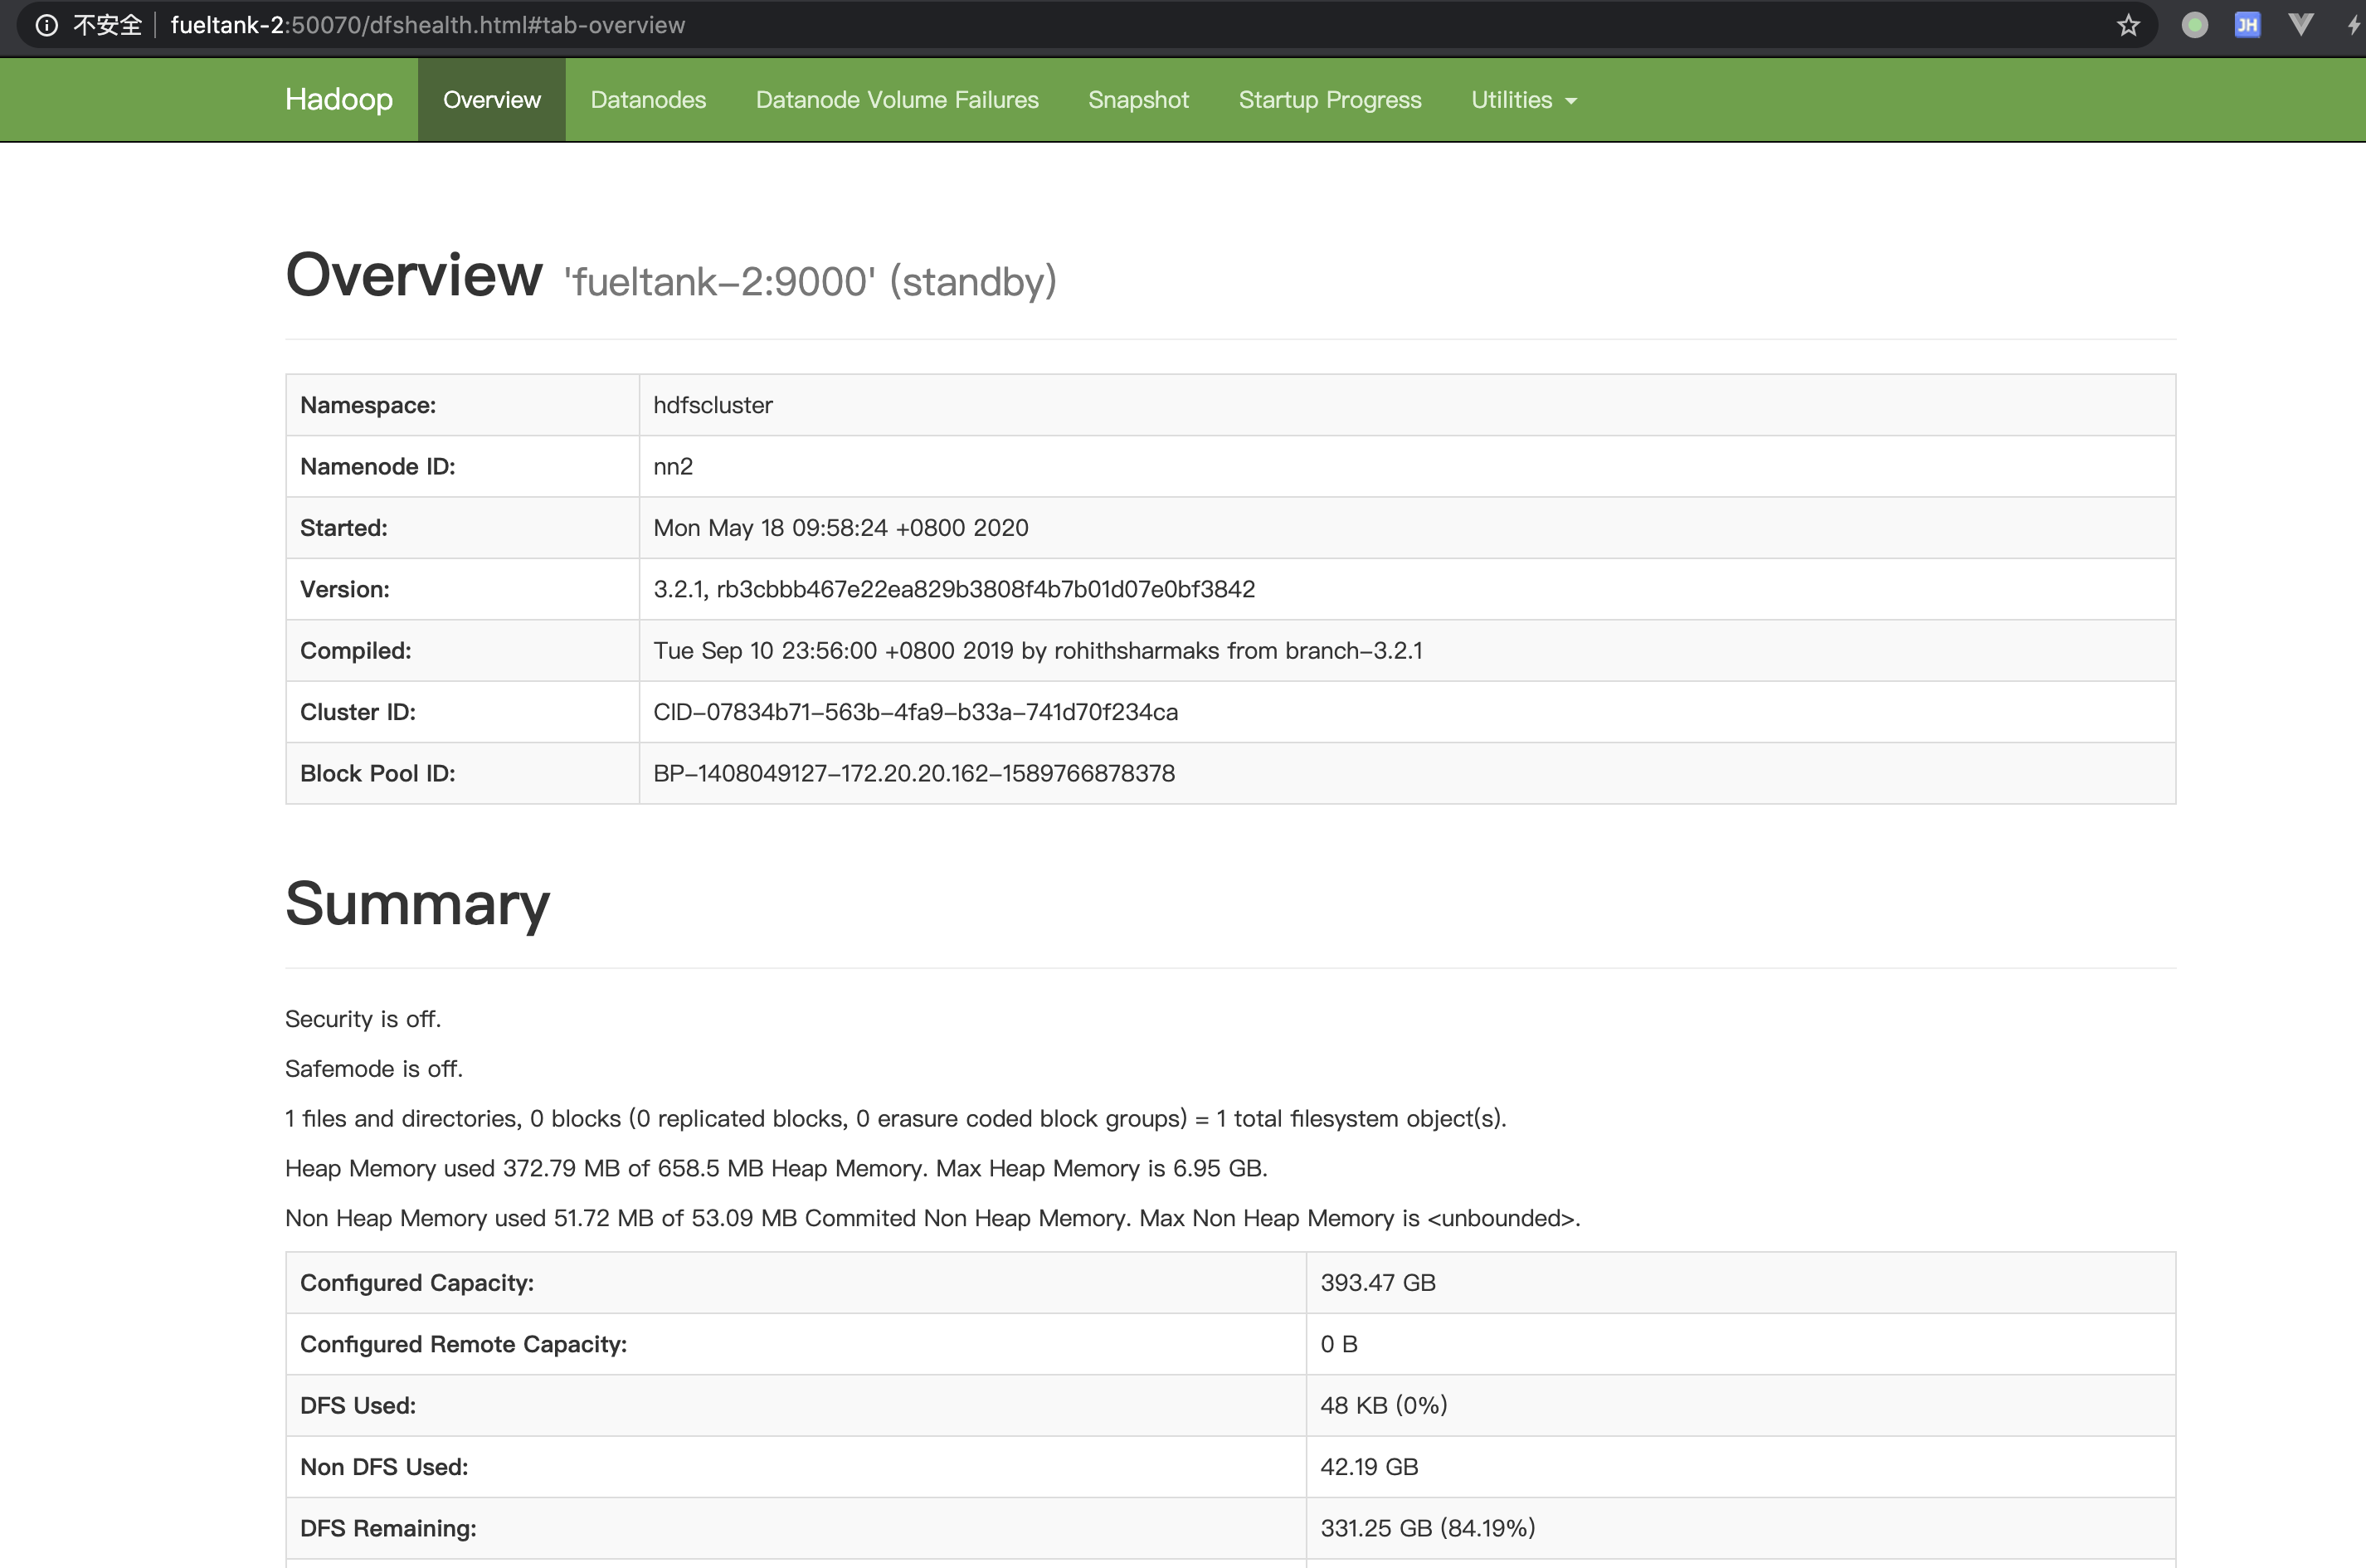 不安全 fueltank-2:50070/dfshealth.html#tab-overview JH
Hadoop Overview Datanodes Datanode Volume Failures Snapshot Startup Progress Utilities
Overview 'fueltank-2:9000' (standby)
Namespace: hdfscluster
Namenode ID: nn2
Started: Mon May 18 09:58:24 +0800 2020
Version: 3.2.1, rb3cbbb467e22ea829b3808f4b7b01d07e0bf3842
Compiled: Tue Sep 10 23:56:00 +0800 2019 by rohithsharmaks from branch-3.2.1
Cluster ID: CID-07834b71-563b-4fa9-b33a-741d70f234ca
Block Pool ID: BP-1408049127-172.20.20.162-1589766878378
Summary
Security is off.
Safemode is off.
1 files and directories, 0 blocks (0 replicated blocks, 0 erasure coded block groups) = 1 total filesystem object(s).
Heap Memory used 372.79 MB of 658.5 MB Heap Memory. Max Heap Memory is 6.95 GB.
Non Heap Memory used 51.72 MB of 53.09 MB Commited Non Heap Memory. Max Non Heap Memory is <unbounded>.
Configured Capacity: 393.47 GB
Configured Remote Capacity: 0 B
DFS Used: 48 KB (0%)
Non DFS Used: 42.19 GB
DFS Remaining: 331.25 GB (84.19%)